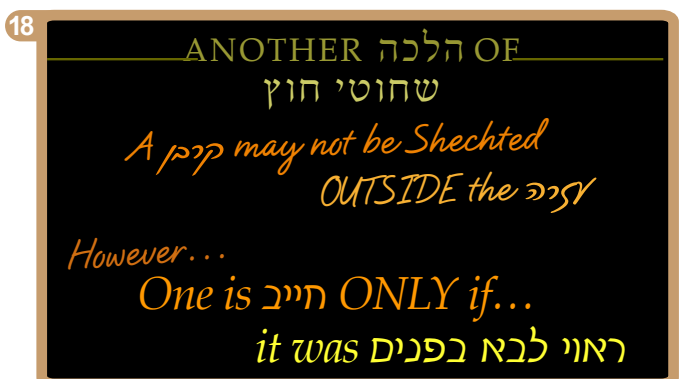 18
ANOTHER הלכה OF
שחוטי חוץ
A קרבן may not be Shechted
OUTSIDE the עזרה
However...
One is חייב ONLY if...
it was ראוי לבא בפנים